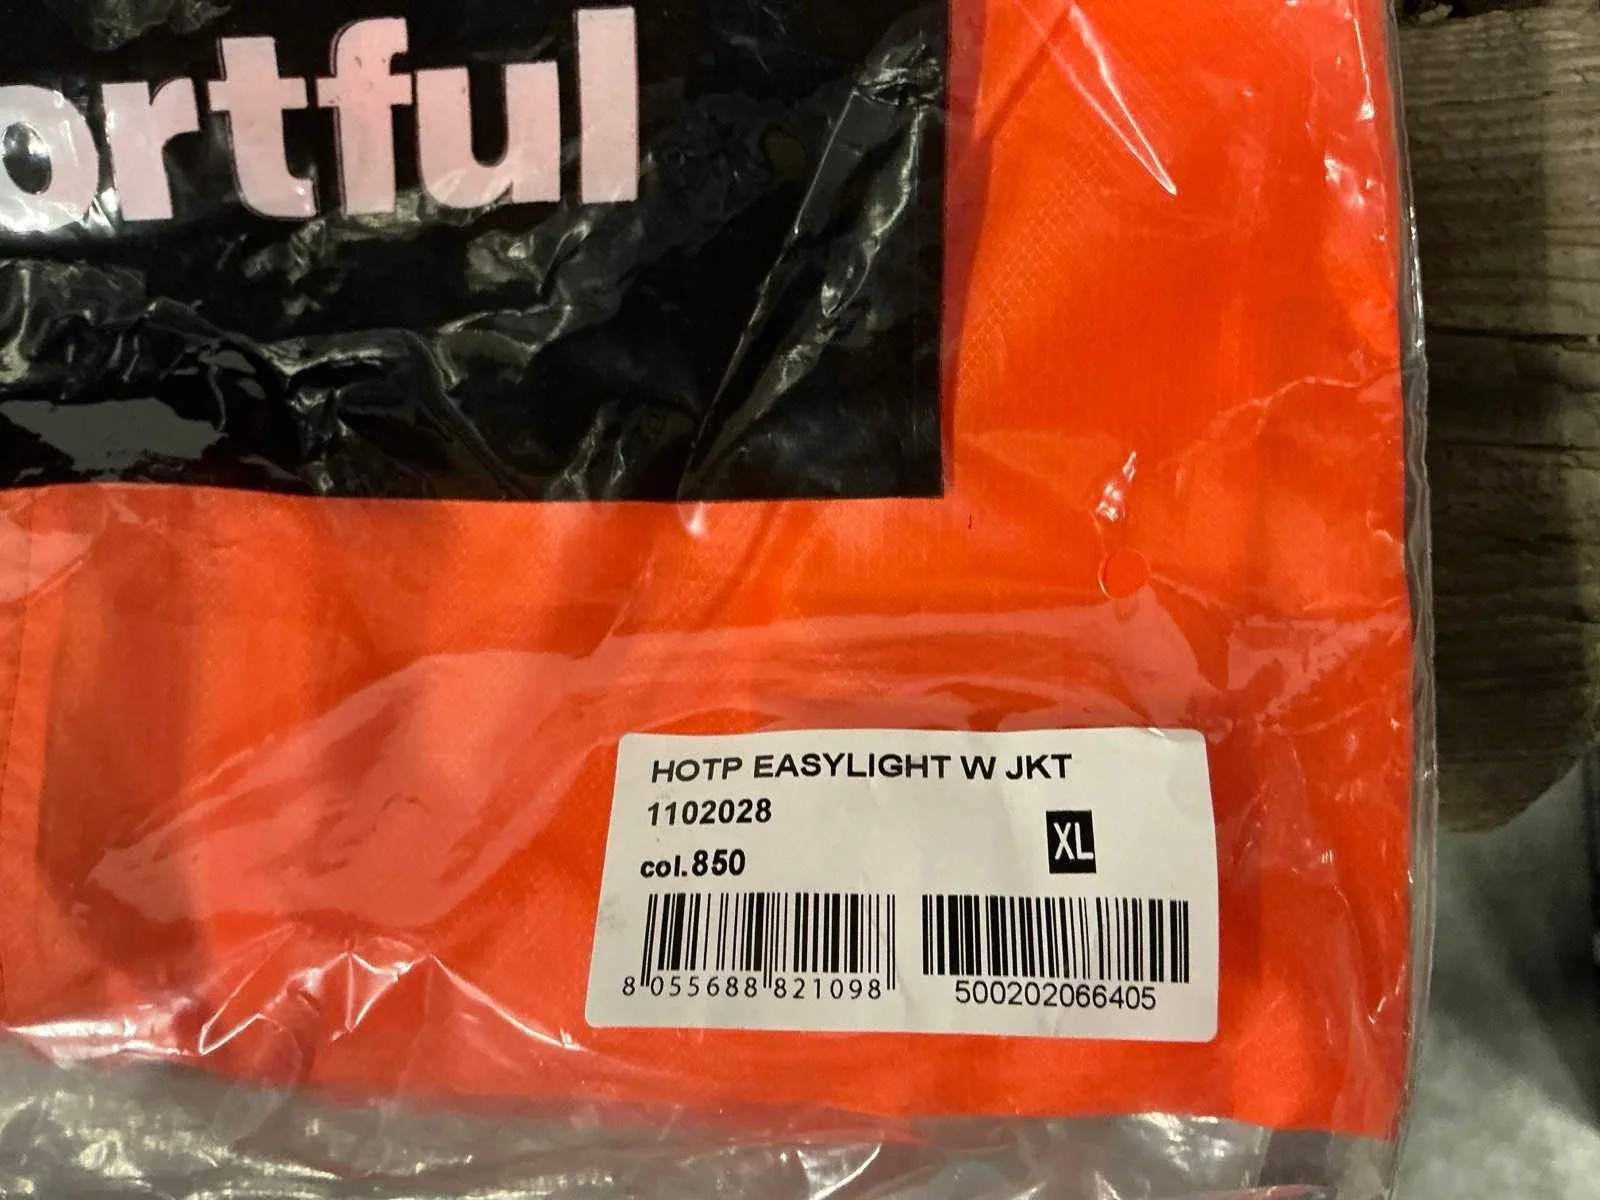 ortful
HOTP EASYLIGHT W JKT
1102028
XL
col.850
8 055688 821098
500202066405